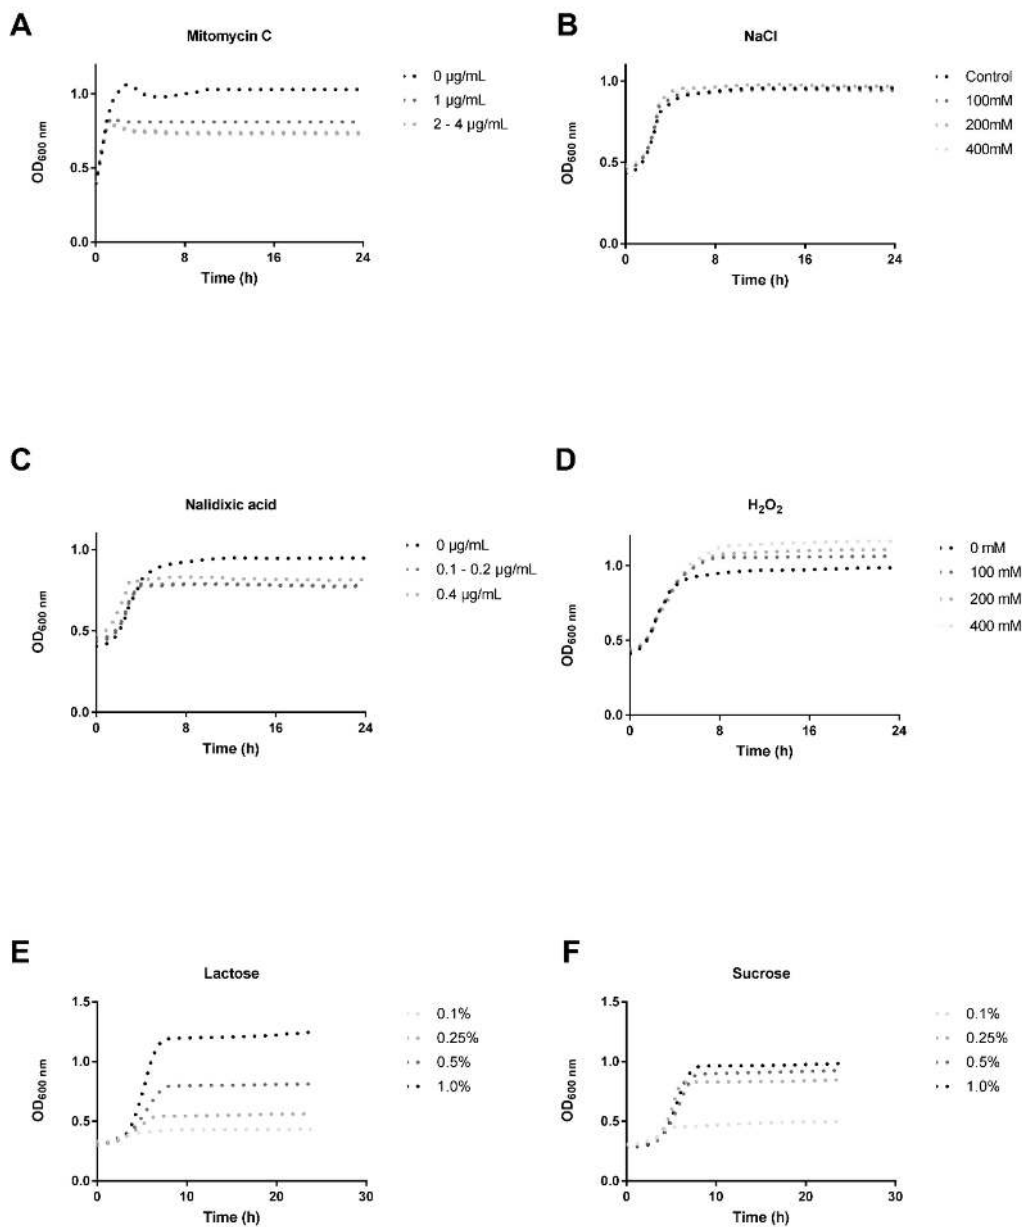 A
Mitomycin C
1.0
0.5
0.0
OD600 nm
0
8
16
24
Time (h)
0 µg/mL
1 µg/mL
2 - 4 µg/mL
B
NaCl
1.0
0.5
0.0
OD600 nm
0
8
16
24
Time (h)
Control
100mM
200mM
400mM
C
Nalidixic acid
1.0
0.5
0.0
OD600 nm
0
8
16
24
Time (h)
0 µg/mL
0.1 - 0.2 µg/mL
0.4 µg/mL
D
H2O2
1.0
0.5
0.0
OD600 nm
0
8
16
24
Time (h)
0 mM
100 mM
200 mM
400 mM
E
Lactose
1.5
1.0
0.5
0.0
OD600 nm
0
10
20
30
Time (h)
0.1%
0.25%
0.5%
1.0%
F
Sucrose
1.5
1.0
0.5
0.0
OD600 nm
0
10
20
30
Time (h)
0.1%
0.25%
0.5%
1.0%